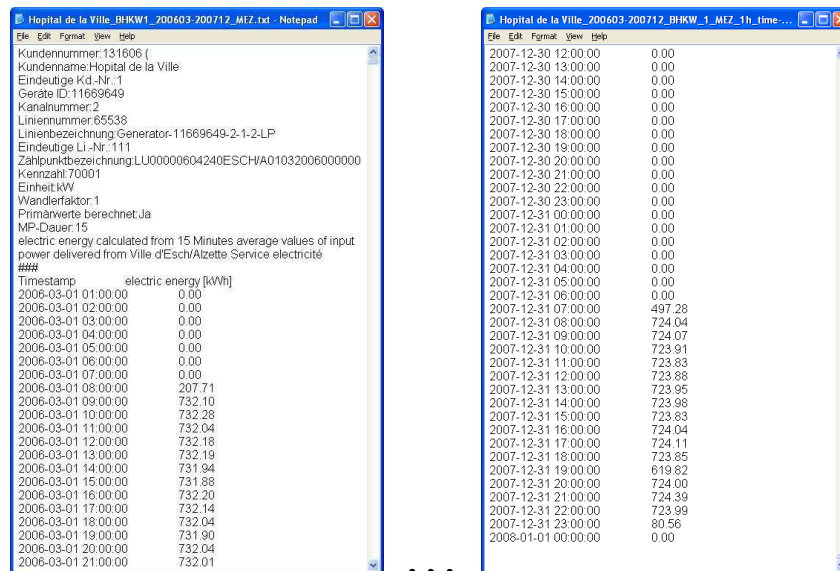 Hopital de la Ville_BHKW1_200603-200712_MEZ.txt - Notepad
File Edit Format View Help
Kundennummer:131606 (
Kundenname:Hopital de la Ville
Eindeutige Kd.-Nr.:1
Geräte ID:11669649
Kanalnummer:2
Liniennummer:65538
Linienbezeichnung:Generator-11669649-2-1-2-LP
Eindeutige Li.-Nr.:111
Zählpunktbezeichnung:LU00000604240ESCH/A01032006000000
Kennzahl:70001
Einheit:kW
Wandlerfaktor:1
Primärwerte berechnet:Ja
MP-Dauer:15
electric energy calculated from 15 Minutes average values of input
power delivered from Ville d'Esch/Alzette Service electricité
###
Timestamp electric energy [kWh]
2006-03-01 01:00:00 0.00
2006-03-01 02:00:00 0.00
2006-03-01 03:00:00 0.00
2006-03-01 04:00:00 0.00
2006-03-01 05:00:00 0.00
2006-03-01 06:00:00 0.00
2006-03-01 07:00:00 0.00
2006-03-01 08:00:00 207.71
2006-03-01 09:00:00 732.10
2006-03-01 10:00:00 732.28
2006-03-01 11:00:00 732.04
2006-03-01 12:00:00 732.18
2006-03-01 13:00:00 732.19
2006-03-01 14:00:00 731.94
2006-03-01 15:00:00 731.88
2006-03-01 16:00:00 732.20
2006-03-01 17:00:00 732.14
2006-03-01 18:00:00 732.04
2006-03-01 19:00:00 731.90
2006-03-01 20:00:00 732.04
2006-03-01 21:00:00 732.01
...
Hopital de la Ville_200603-200712_BHKW_1_MEZ_1h_time-...
File Edit Format View Help
2007-12-30 12:00:00 0.00
2007-12-30 13:00:00 0.00
2007-12-30 14:00:00 0.00
2007-12-30 15:00:00 0.00
2007-12-30 16:00:00 0.00
2007-12-30 17:00:00 0.00
2007-12-30 18:00:00 0.00
2007-12-30 19:00:00 0.00
2007-12-30 20:00:00 0.00
2007-12-30 21:00:00 0.00
2007-12-30 22:00:00 0.00
2007-12-30 23:00:00 0.00
2007-12-31 00:00:00 0.00
2007-12-31 01:00:00 0.00
2007-12-31 02:00:00 0.00
2007-12-31 03:00:00 0.00
2007-12-31 04:00:00 0.00
2007-12-31 05:00:00 0.00
2007-12-31 06:00:00 0.00
2007-12-31 07:00:00 497.28
2007-12-31 08:00:00 724.04
2007-12-31 09:00:00 724.07
2007-12-31 10:00:00 723.91
2007-12-31 11:00:00 723.83
2007-12-31 12:00:00 723.88
2007-12-31 13:00:00 723.95
2007-12-31 14:00:00 723.98
2007-12-31 15:00:00 723.83
2007-12-31 16:00:00 724.04
2007-12-31 17:00:00 724.11
2007-12-31 18:00:00 723.85
2007-12-31 19:00:00 619.82
2007-12-31 20:00:00 724.00
2007-12-31 21:00:00 724.39
2007-12-31 22:00:00 723.99
2007-12-31 23:00:00 80.56
2008-01-01 00:00:00 0.00